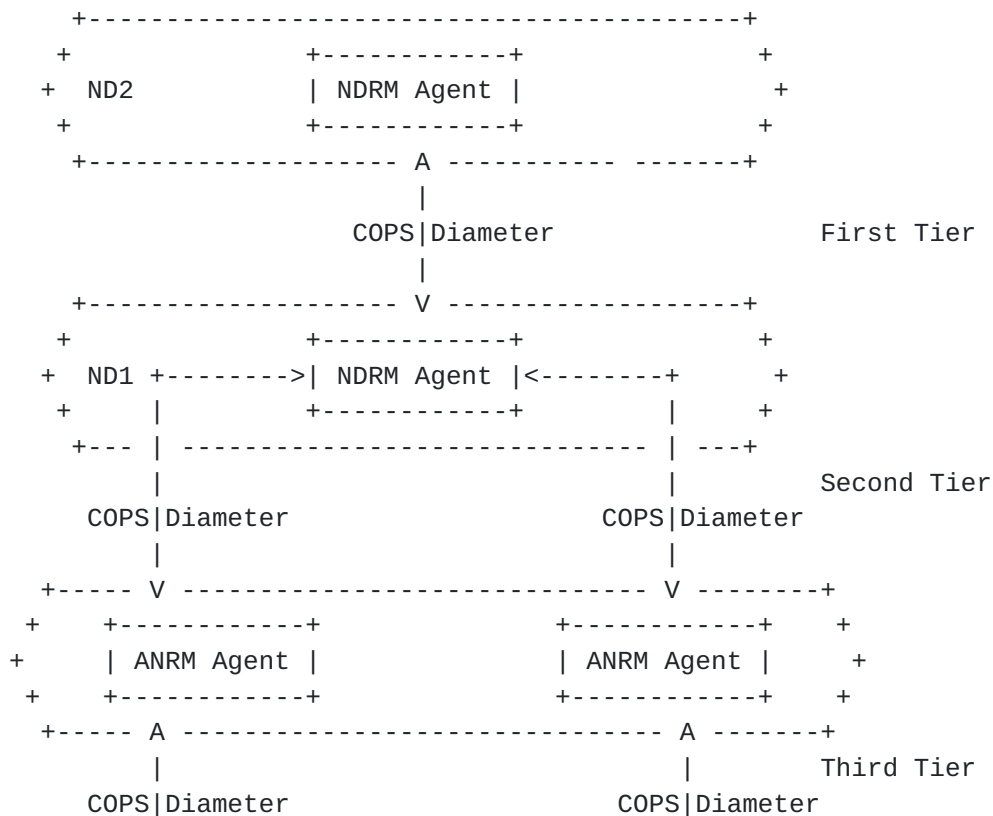 +-------------------------------------------+
+               +------------+               +
+  ND2           | NDRM Agent |                +
+               +------------+               +
+-------------------- A ----------- -------+
|
COPS|Diameter                 First Tier
|
+-------------------- V -------------------+
+               +------------+               +
+  ND1 +-------->| NDRM Agent |<--------+      +
+     |         +------------+         |     +
+--- | ------------------------------ | ---+
|                                |         Second Tier
COPS|Diameter                    COPS|Diameter
|                                |
+----- V ------------------------------ V --------+
+    +------------+               +------------+    +
+     | ANRM Agent |               | ANRM Agent |     +
+    +------------+               +------------+    +
+----- A ------------------------------- A -------+
|                                 |        Third Tier
COPS|Diameter                     COPS|Diameter